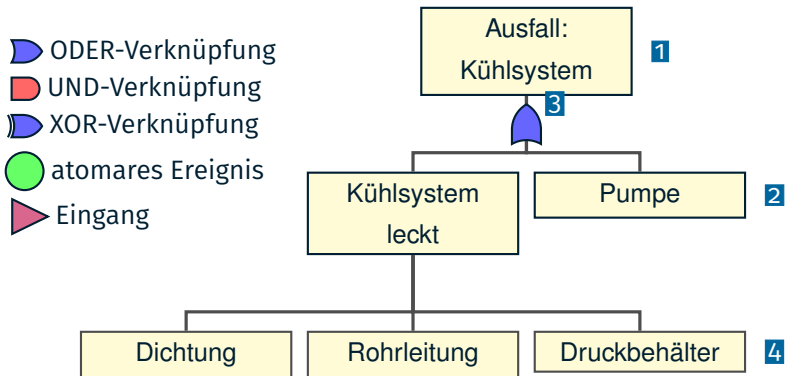 Ausfall:
Kühlsystem
1
ODER-Verknüpfung
UND-Verknüpfung
XOR-Verknüpfung
atomares Ereignis
Eingang
3
Kühlsystem
leckt
Pumpe
2
Dichtung
Rohrleitung
Druckbehälter
4